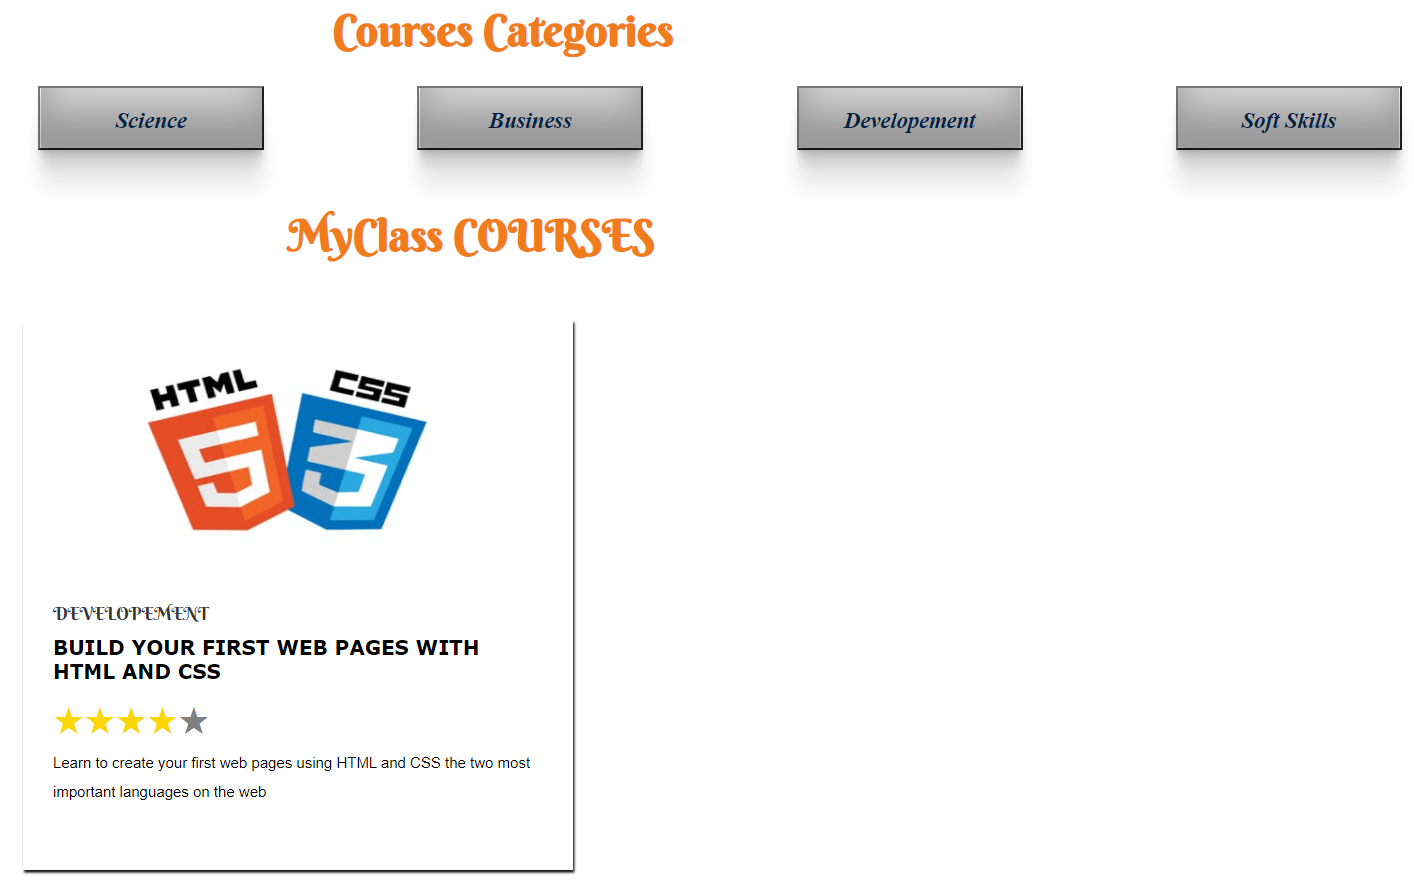 Courses Categories
Science Business Developement Soft Skills
MyClass COURSES
HTML CSS
5 3
DEVELOPEMENT
BUILD YOUR FIRST WEB PAGES WITH
HTML AND CSS
Learn to create your first web pages using HTML and CSS the two most
important languages on the web